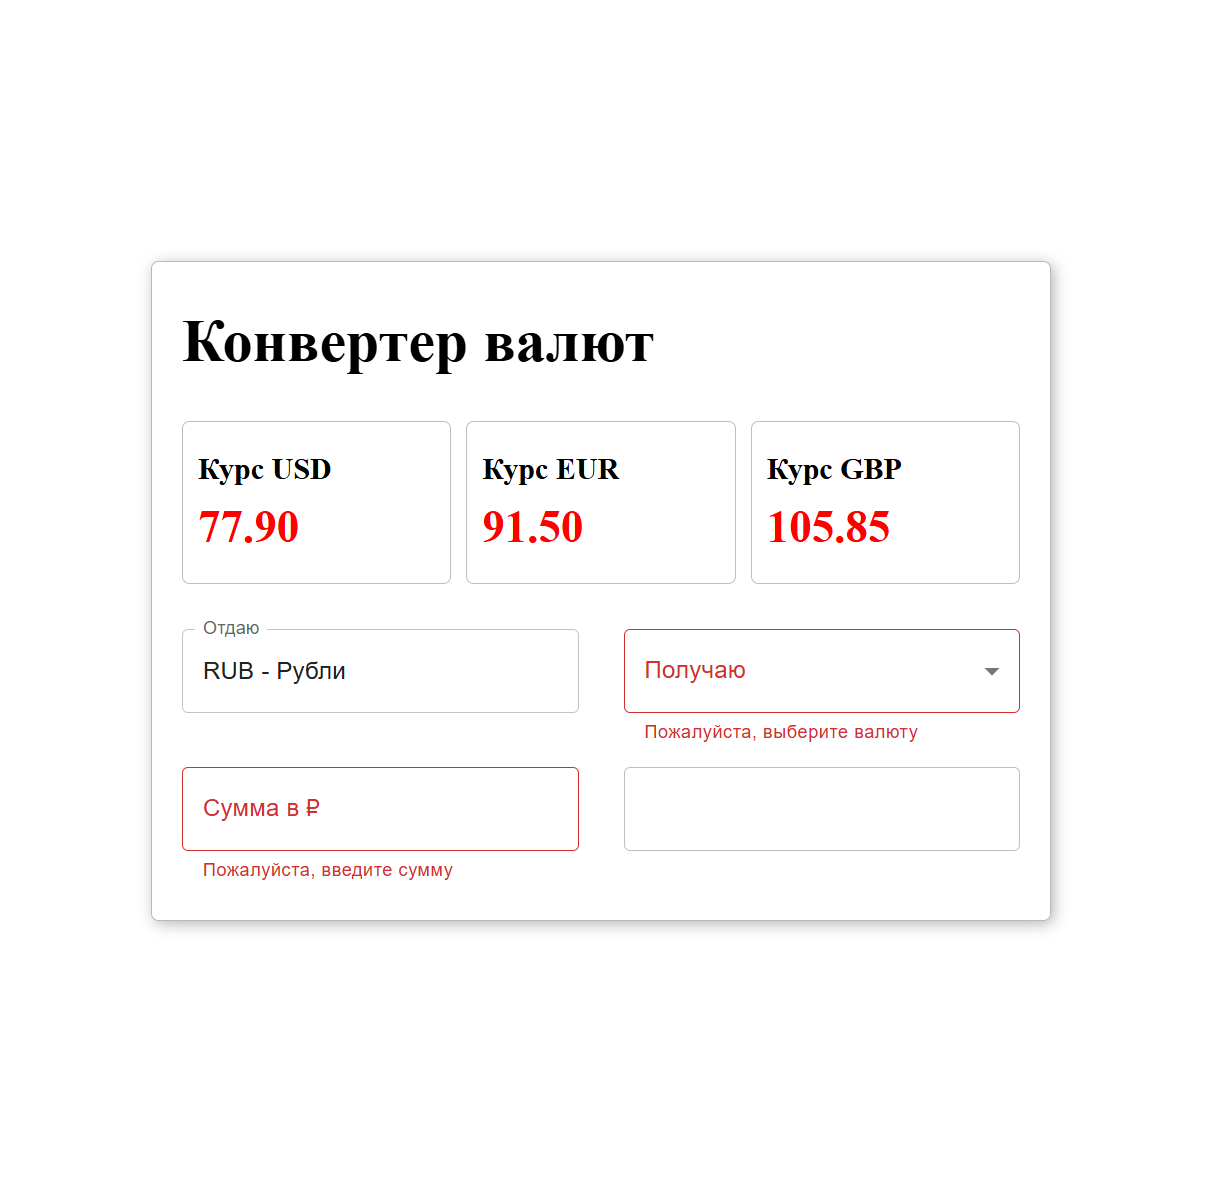 Конвертер валют
Курс USD
77.90
Курс EUR
91.50
Курс GBP
105.85
Отдаю
RUB - Рубли
Получаю
Пожалуйста, выберите валюту
Сумма в ₽
Пожалуйста, введите сумму